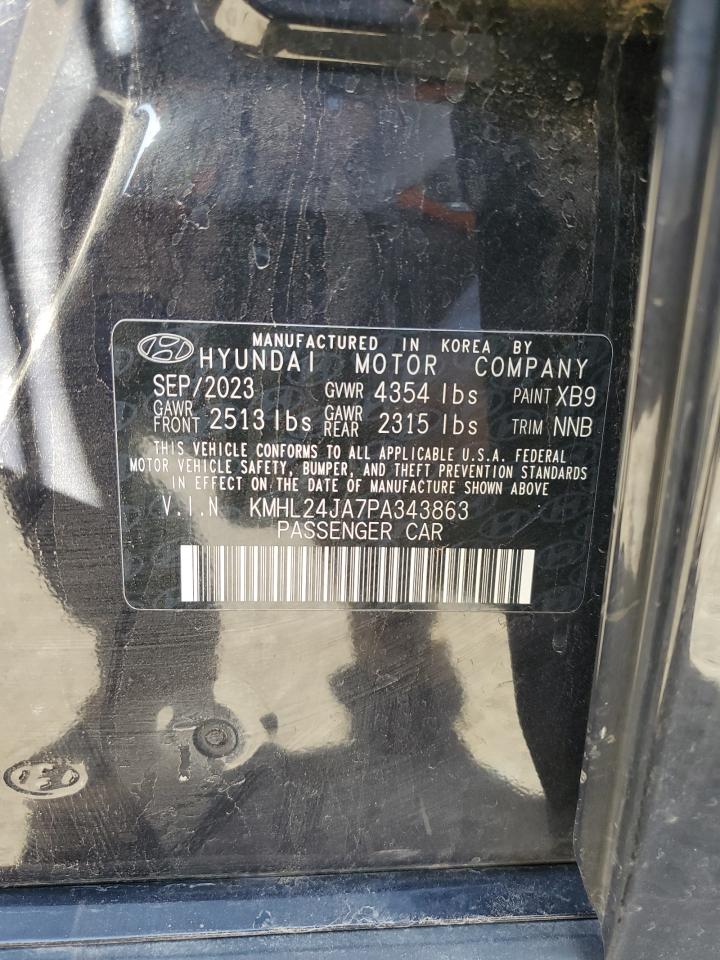 MANUFACTURED IN KOREA BY
HYUNDAI MOTOR COMPANY
SEP/2023 GVWR 4354 lbs PAINT XB9
GAWR FRONT 2513 lbs GAWR REAR 2315 lbs TRIM NNB
THIS VEHICLE CONFORMS TO ALL APPLICABLE U.S.A. FEDERAL
MOTOR VEHICLE SAFETY, BUMPER, AND THEFT PREVENTION STANDARDS
IN EFFECT ON THE DATE OF MANUFACTURE SHOWN ABOVE
V.I.N KMHL24JA7PA343863
PASSENGER CAR